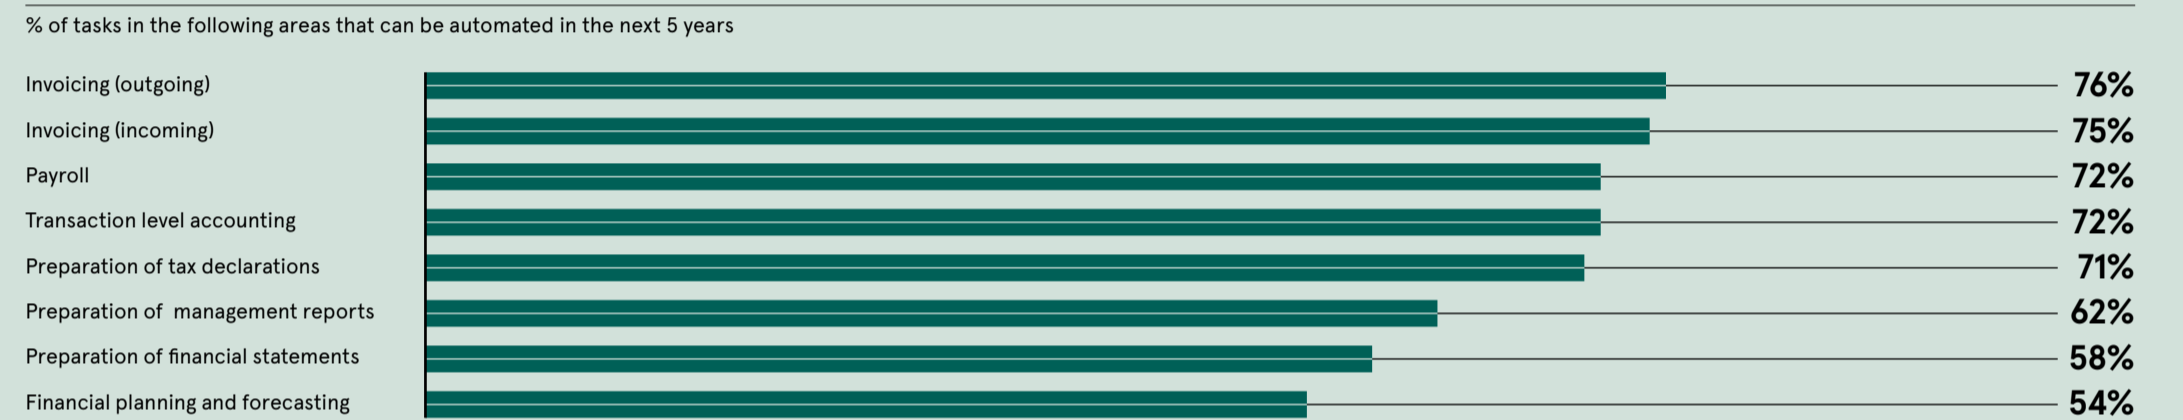 % of tasks in the following areas that can be automated in the next 5 years
Invoicing (outgoing) 76%
Invoicing (incoming) 75%
Payroll 72%
Transaction level accounting 72%
Preparation of tax declarations 71%
Preparation of  management reports 62%
Preparation of financial statements 58%
Financial planning and forecasting 54%